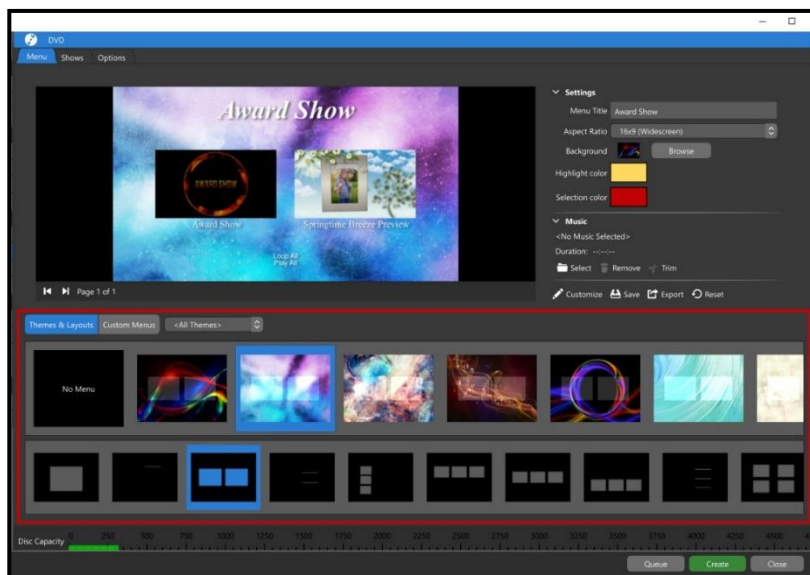 DVD
Menu Shows Options
Award Show
AWARD SHOW
Award Show Springtime Breeze Preview
Loop All
Play All
Page 1 of 1
Settings
Menu Title Award Show
Aspect Ratio 16x9 (Widescreen)
Background Browse
Highlight color
Selection color
Music
<No Music Selected>
Duration: --:--:--
Select Remove Trim
Customize Save Export Reset
Themes & Layouts Custom Menus <All Themes>
No Menu
Disc Capacity 0 250 500 750 1000 1250 1500 1750 2000 2250 2500 2750 3000 3250 3500 3750 4000 4250 4500
Queue Create Close